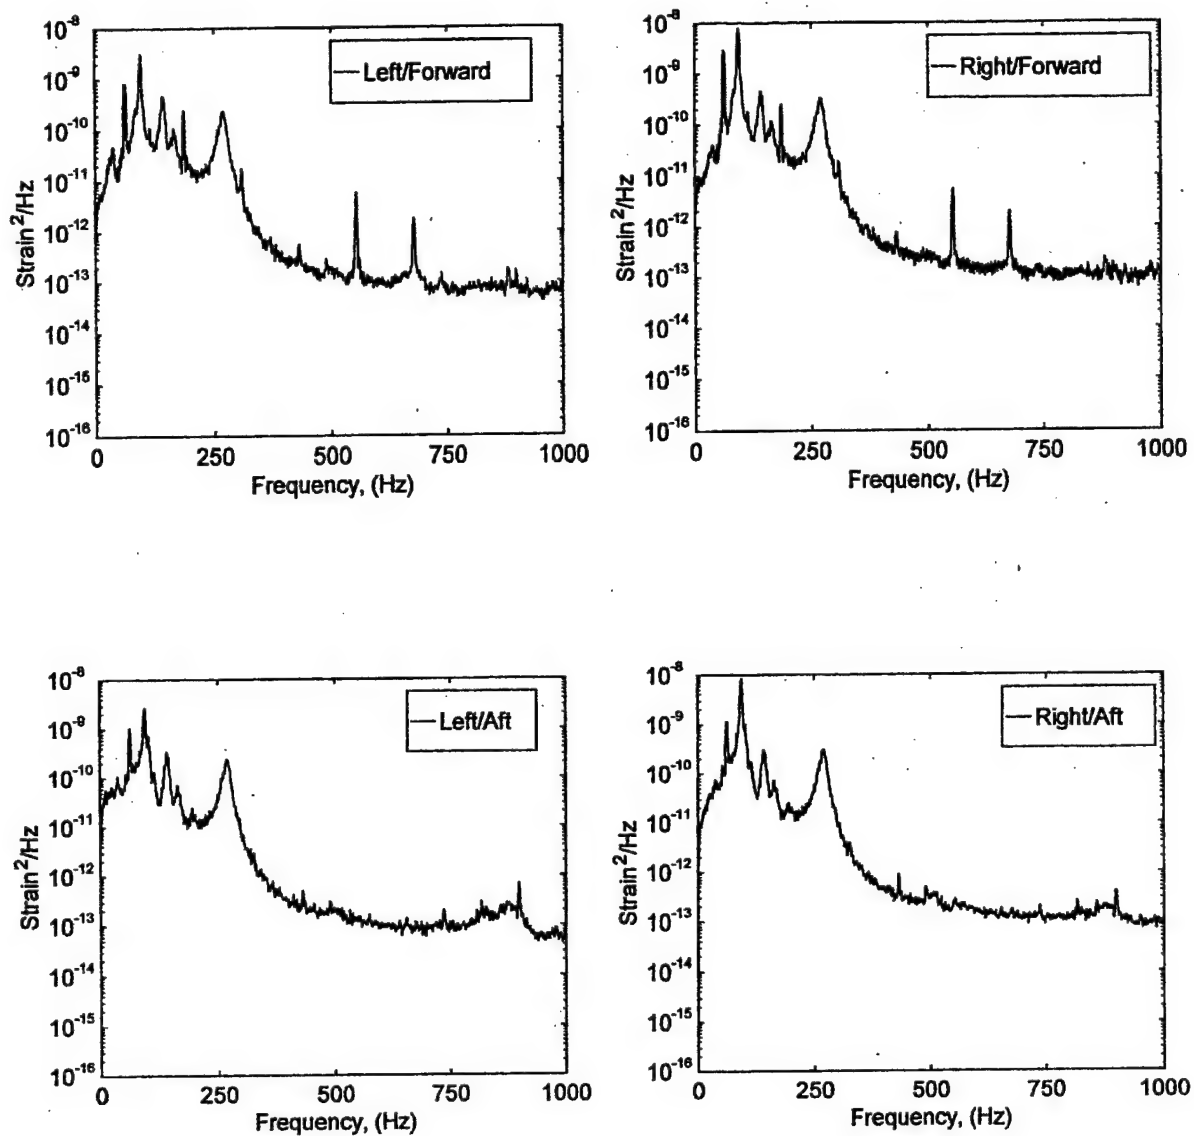 Left/Forward
Strain²/Hz
10⁻⁸
10⁻⁹
10⁻¹⁰
10⁻¹¹
10⁻¹²
10⁻¹³
10⁻¹⁴
10⁻¹⁵
10⁻¹⁶
0 250 500 750 1000
Frequency, (Hz)
Right/Forward
Strain²/Hz
10⁻⁸
10⁻⁹
10⁻¹⁰
10⁻¹¹
10⁻¹²
10⁻¹³
10⁻¹⁴
10⁻¹⁵
10⁻¹⁶
0 250 500 750 1000
Frequency, (Hz)
Left/Aft
Strain²/Hz
10⁻⁸
10⁻⁹
10⁻¹⁰
10⁻¹¹
10⁻¹²
10⁻¹³
10⁻¹⁴
10⁻¹⁵
10⁻¹⁶
0 250 500 750 1000
Frequency, (Hz)
Right/Aft
Strain²/Hz
10⁻⁸
10⁻⁹
10⁻¹⁰
10⁻¹¹
10⁻¹²
10⁻¹³
10⁻¹⁴
10⁻¹⁵
10⁻¹⁶
0 250 500 750 1000
Frequency, (Hz)